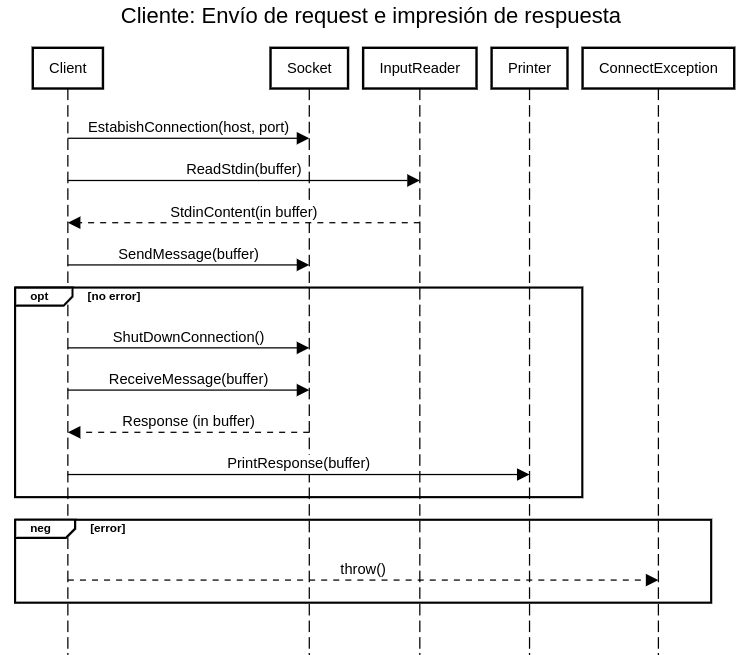 Cliente: Envío de request e impresión de respuesta
Client
Socket
InputReader
Printer
ConnectException
EstabishConnection(host, port)
ReadStdin(buffer)
StdinContent(in buffer)
SendMessage(buffer)
opt
[no error]
ShutDownConnection()
ReceiveMessage(buffer)
Response (in buffer)
PrintResponse(buffer)
neg
[error]
throw()